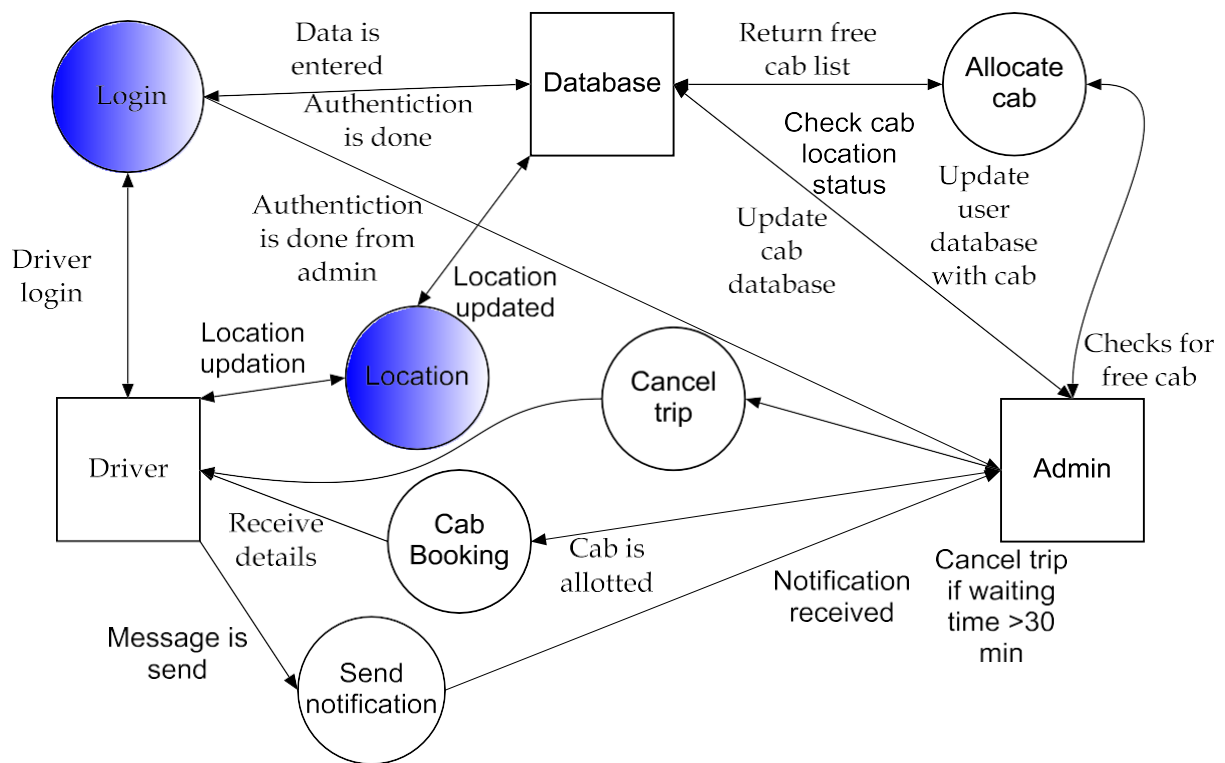 Login
Data is
entered
Authentiction
is done
Database
Return free
cab list
Allocate
cab
Check cab
location
status
Update
user
database
with cab
Authentiction
is done from
admin
Update
cab
database
Driver
login
Location
updated
Location
updation
Location
Cancel
trip
Checks for
free cab
Driver
Admin
Receive
details
Cab
Booking
Cab is
allotted
Notification
received
Cancel trip
if waiting
time >30
min
Message is
send
Send
notification